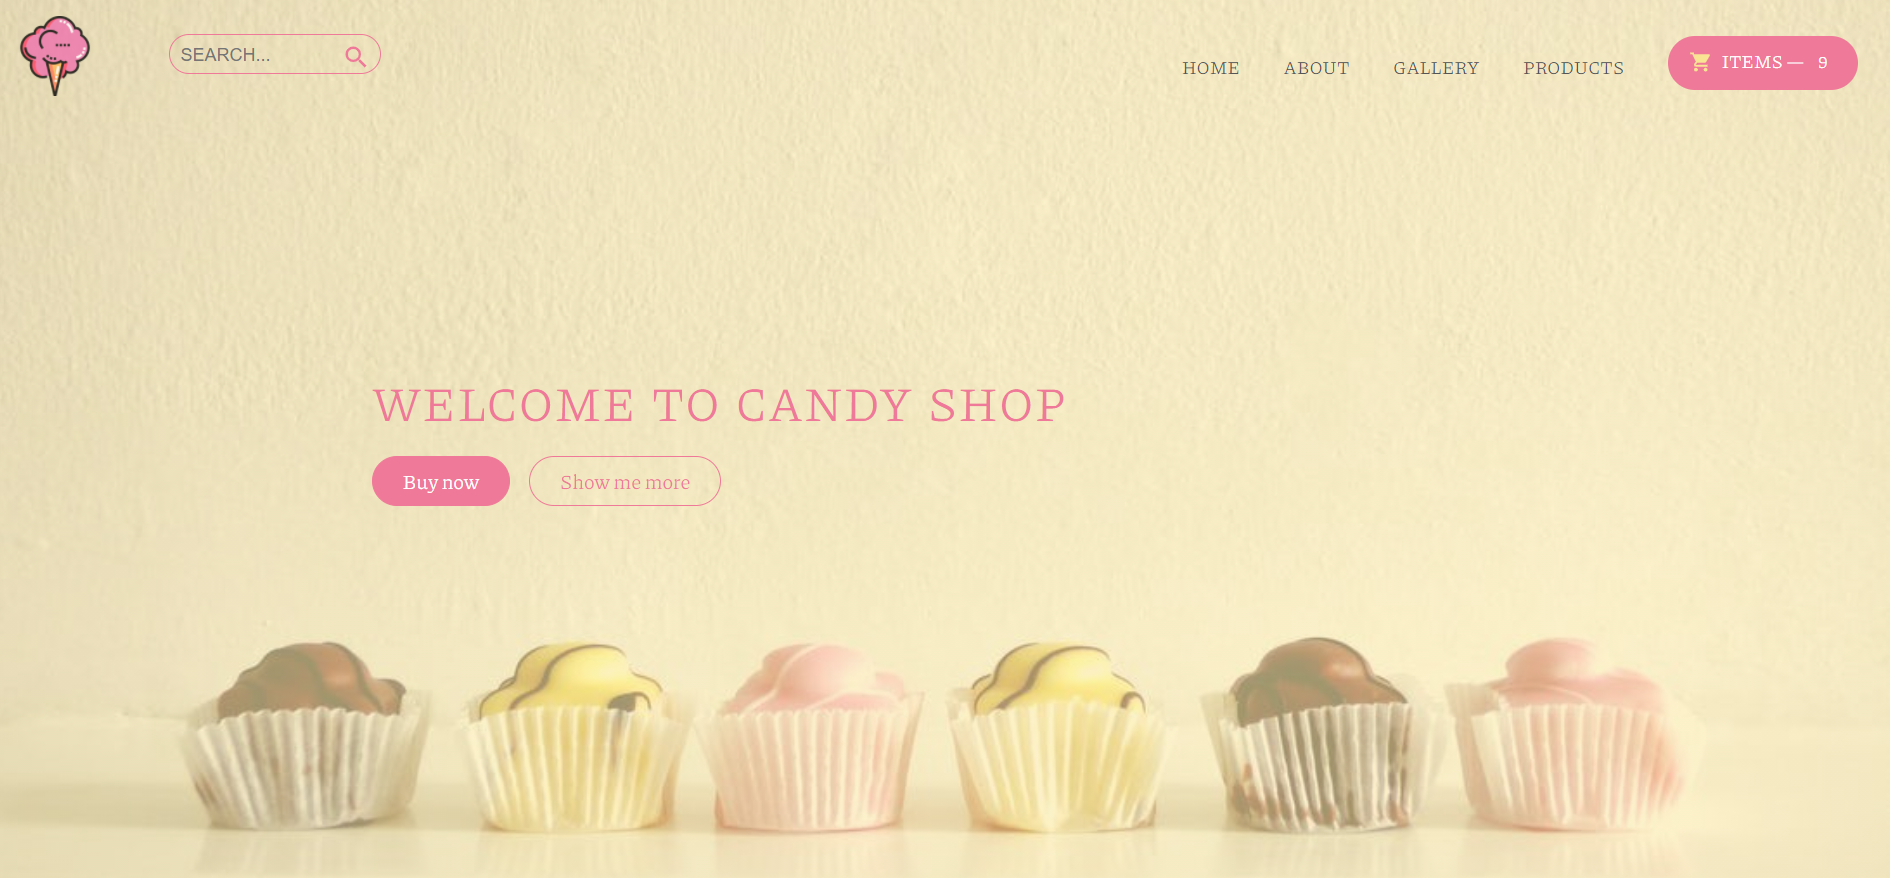 SEARCH...
HOME ABOUT GALLERY PRODUCTS ITEMS — 9
WELCOME TO CANDY SHOP
Buy now Show me more